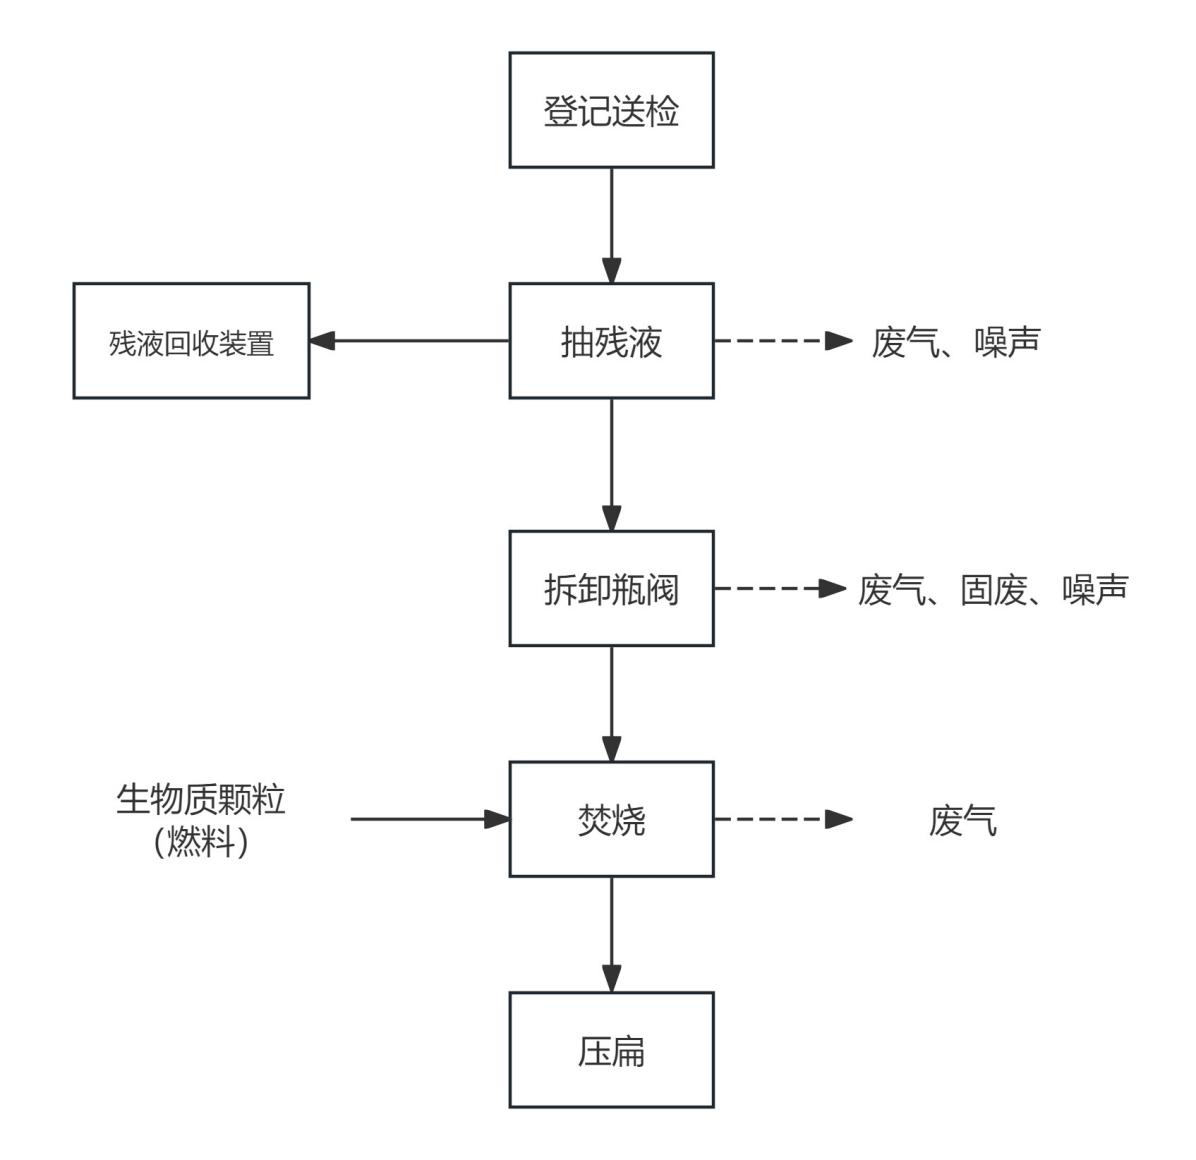 登记送检
残液回收装置
抽残液
废气、噪声
拆卸瓶阀
废气、固废、噪声
生物质颗粒
(燃料)
焚烧
废气
压扁